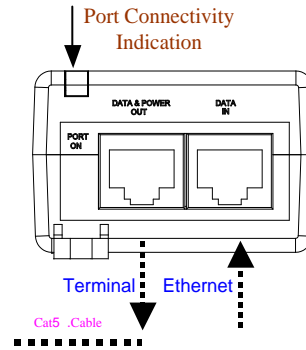 Port Connectivity
Indication
DATA & POWER
OUT
DATA
IN
PORT
ON
Terminal
Ethernet
Cat5 .Cable